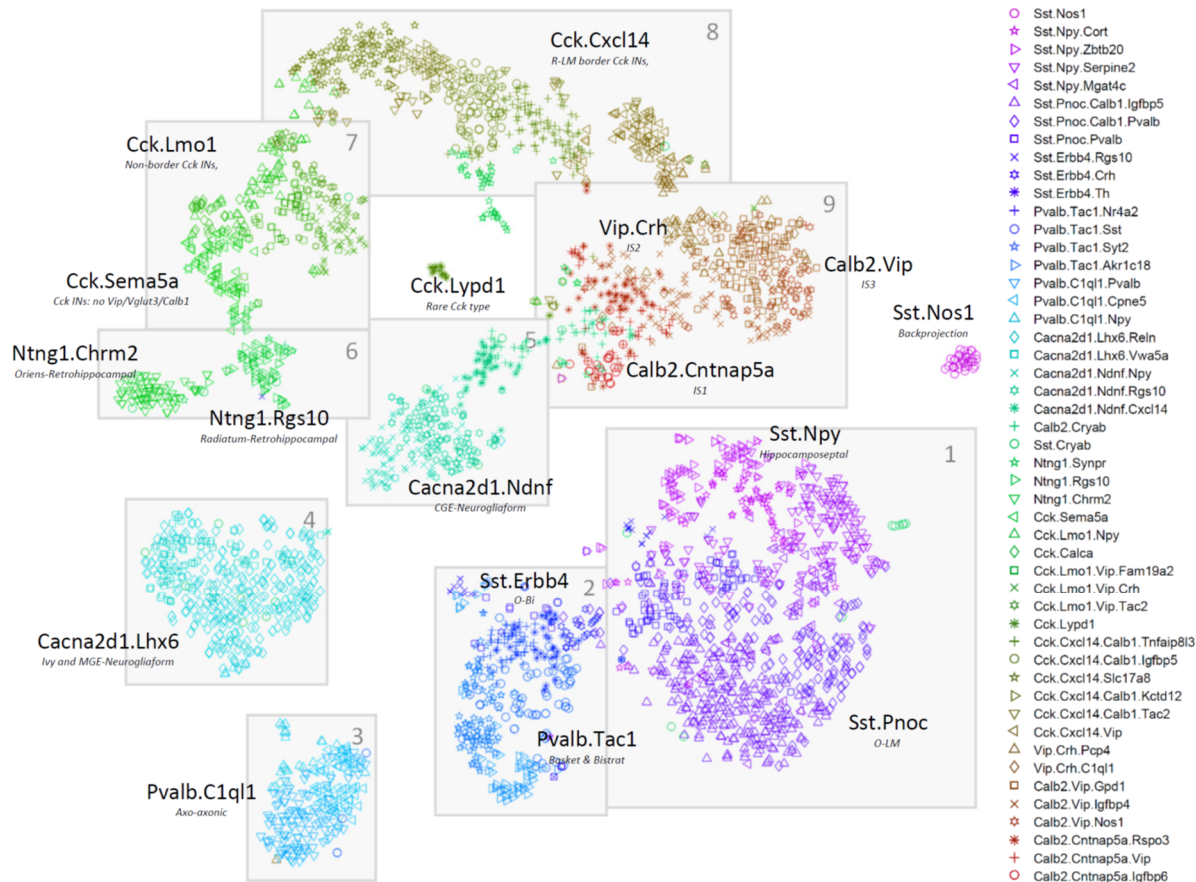 Cck.Cxcl14
R-LM border Cck INs,
8
Cck.Lmo1
Non-border Cck INs,
7
Cck.Sema5a
Cck INs: no Vip/Vglut3/Calb1
Cck.Lypd1
Rare Cck type
Vip.Crh
IS2
9
Calb2.Vip
IS3
Calb2.Cntnap5a
IS1
Sst.Nos1
Backprojection
Ntng1.Chrm2
Oriens-Retrohippocampal
6
Ntng1.Rgs10
Radiatum-Retrohippocampal
5
Cacna2d1.Ndnf
CGE-Neurogliaform
Sst.Npy
Hippocamposeptal
1
Sst.Pnoc
O-LM
4
Cacna2d1.Lhx6
Ivy and MGE-Neurogliaform
Sst.Erbb4
O-Bi
2
Pvalb.Tac1
Basket & Bistrat
3
Pvalb.C1ql1
Axo-axonic
Sst.Nos1
Sst.Npy.Cort
Sst.Npy.Zbtb20
Sst.Npy.Serpine2
Sst.Npy.Mgat4c
Sst.Pnoc.Calb1.Igfbp5
Sst.Pnoc.Calb1.Pvalb
Sst.Pnoc.Pvalb
Sst.Erbb4.Rgs10
Sst.Erbb4.Crh
Sst.Erbb4.Th
Pvalb.Tac1.Nr4a2
Pvalb.Tac1.Sst
Pvalb.Tac1.Syt2
Pvalb.Tac1.Akr1c18
Pvalb.C1ql1.Pvalb
Pvalb.C1ql1.Cpne5
Pvalb.C1ql1.Npy
Cacna2d1.Lhx6.Reln
Cacna2d1.Lhx6.Vwa5a
Cacna2d1.Ndnf.Npy
Cacna2d1.Ndnf.Rgs10
Cacna2d1.Ndnf.Cxcl14
Calb2.Cryab
Sst.Cryab
Ntng1.Synpr
Ntng1.Rgs10
Ntng1.Chrm2
Cck.Sema5a
Cck.Lmo1.Npy
Cck.Calca
Cck.Lmo1.Vip.Fam19a2
Cck.Lmo1.Vip.Crh
Cck.Lmo1.Vip.Tac2
Cck.Lypd1
Cck.Cxcl14.Calb1.Tnfaip8l3
Cck.Cxcl14.Calb1.Igfbp5
Cck.Cxcl14.Slc17a8
Cck.Cxcl14.Calb1.Kctd12
Cck.Cxcl14.Calb1.Tac2
Cck.Cxcl14.Vip
Vip.Crh.Pcp4
Vip.Crh.C1ql1
Calb2.Vip.Gpd1
Calb2.Vip.Igfbp4
Calb2.Vip.Nos1
Calb2.Cntnap5a.Rspo3
Calb2.Cntnap5a.Vip
Calb2.Cntnap5a.Igfbp6